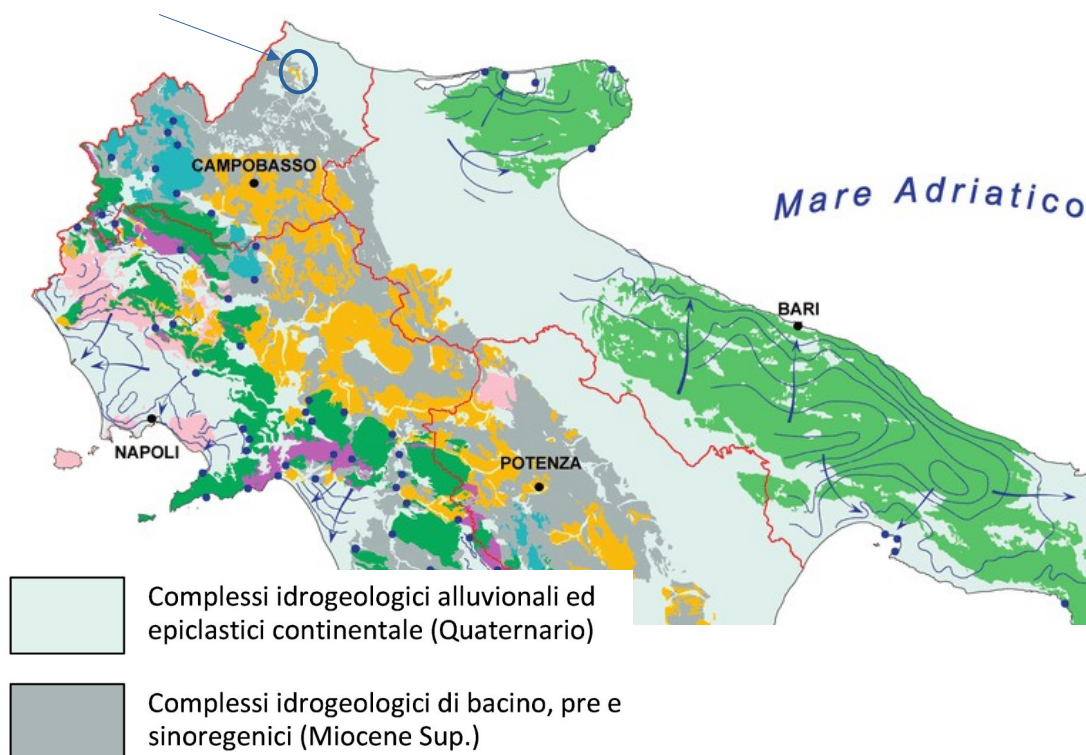 CAMPOBASSO
Mare Adriatico
BARI
NAPOLI
POTENZA
Complessi idrogeologici alluvionali ed
epiclastici continentale (Quaternario)
Complessi idrogeologici di bacino, pre e
sinoregenici (Miocene Sup.)